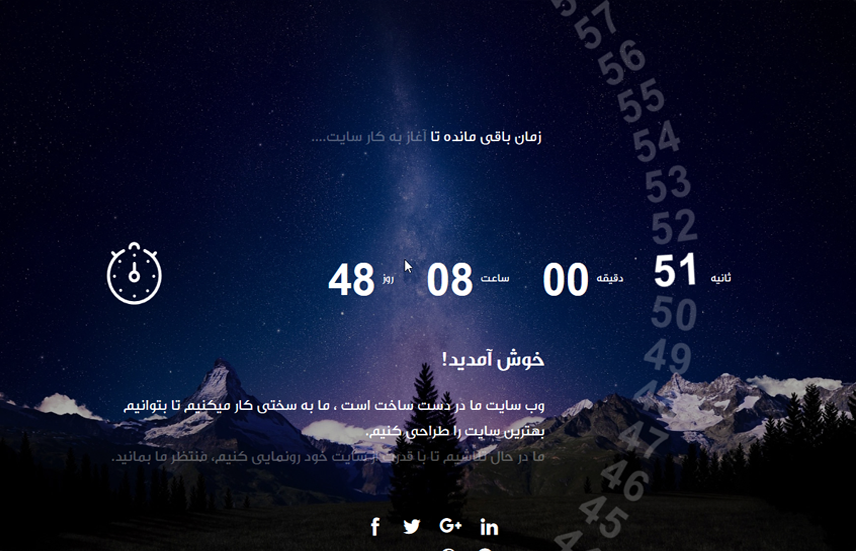 زمان باقی مانده تا آغاز به کار سایت....
57
56
55
54
53
52
48 روز 08 ساعت 00 دقیقه 51 ثانیه
50
49
47
46
45
خوش آمدید!
وب سایت ما در دست ساخت است ، ما به سختی کار میکنیم تا بتوانیم
بهترین سایت را طراحی کنیم.
ما در حال تلاشیم تا با قدرت از سایت خود رونمایی کنیم، منتظر ما بمانید.
f G+ in